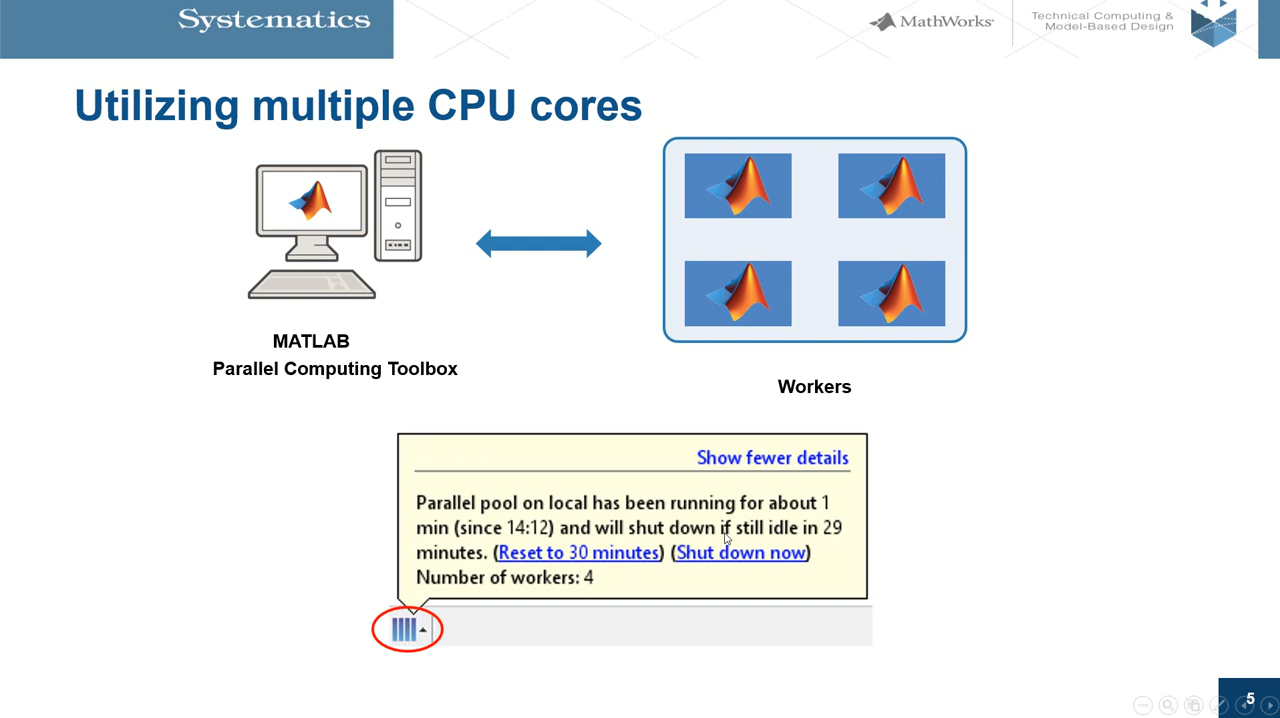 Systematics
MathWorks
Technical Computing &
Model-Based Design
Utilizing multiple CPU cores
MATLAB
Parallel Computing Toolbox
Workers
Show fewer details
Parallel pool on local has been running for about 1
min (since 14:12) and will shut down if still idle in 29
minutes. (Reset to 30 minutes) (Shut down now)
Number of workers: 4
5